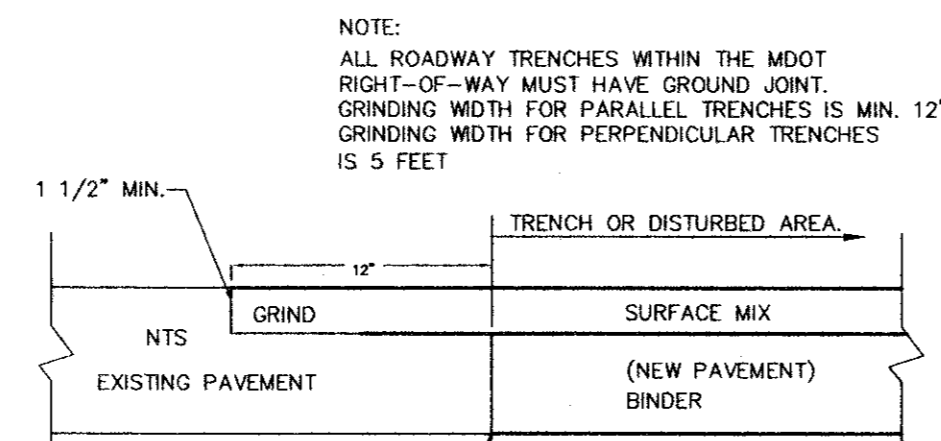 NOTE:
ALL ROADWAY TRENCHES WITHIN THE MDOT
RIGHT-OF-WAY MUST HAVE GROUND JOINT.
GRINDING WIDTH FOR PARALLEL TRENCHES IS MIN. 12"
GRINDING WIDTH FOR PERPENDICULAR TRENCHES
IS 5 FEET
1 1/2" MIN.
TRENCH OR DISTURBED AREA.
12"
GRIND
SURFACE MIX
NTS
EXISTING PAVEMENT
(NEW PAVEMENT)
BINDER